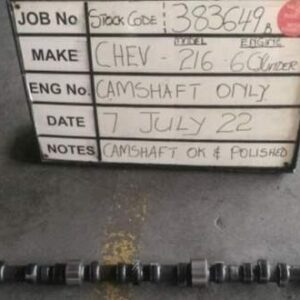 JOB No STOCK CODE: 383649B
MODEL ENGINE
MAKE CHEV - 216 - 6 CYLINDER
ENG No. CAMSHAFT ONLY
DATE 7 JULY 22
NOTES CAMSHAFT OK & POLISHED